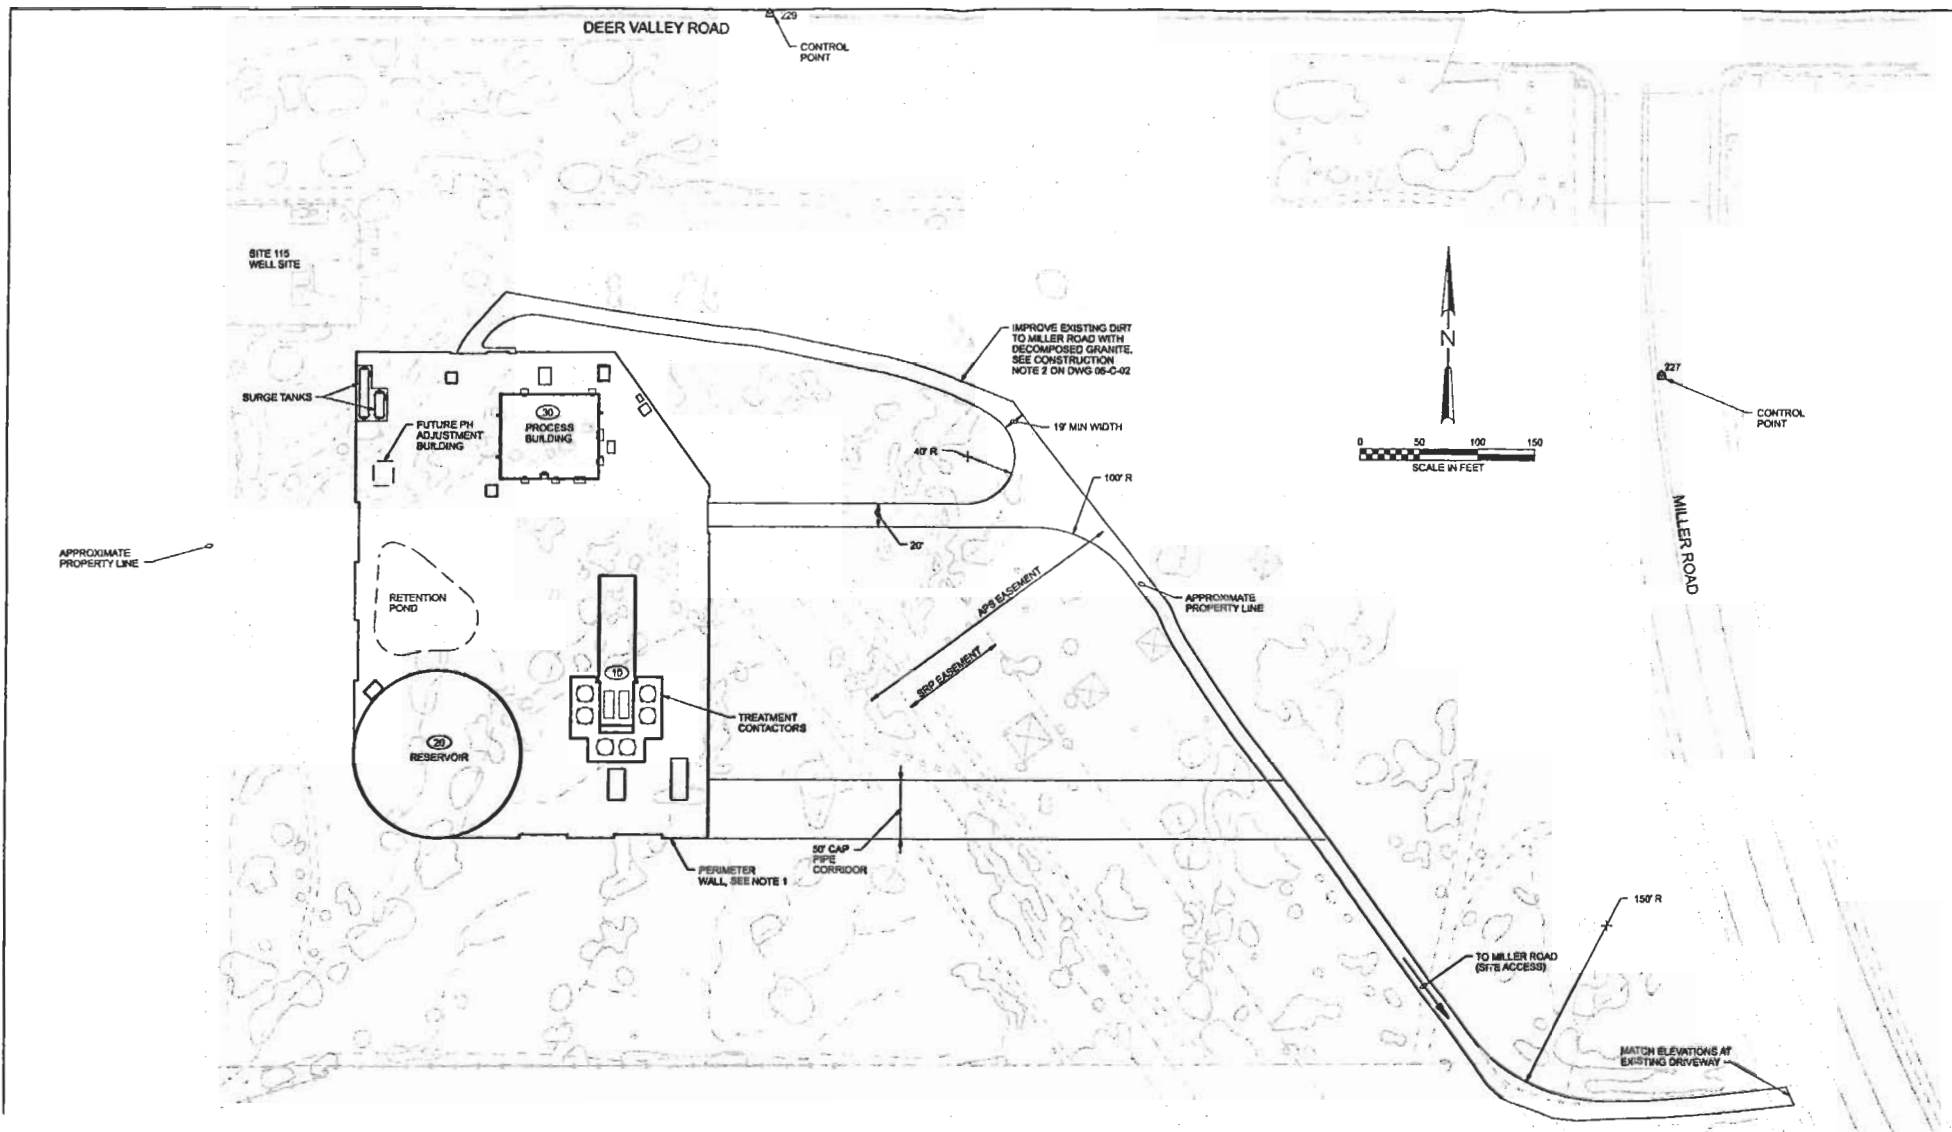 DEER VALLEY ROAD
229
CONTROL
POINT
SITE 115
WELL SITE
N
IMPROVE EXISTING DIRT
TO MILLER ROAD WITH
DECOMPOSED GRANITE.
SEE CONSTRUCTION
NOTE 2 ON DWG 05-C-02
227
CONTROL
POINT
SURGE TANKS
FUTURE PH
ADJUSTMENT
BUILDING
30
PROCESS
BUILDING
19' MIN WIDTH
40' R
100' R
0 50 100 150
SCALE IN FEET
MILLER ROAD
20'
APPROXIMATE
PROPERTY LINE
RETENTION
POND
APS EASEMENT
APPROXIMATE
PROPERTY LINE
SRP EASEMENT
10
TREATMENT
CONTACTORS
20
RESERVOIR
50' CAP
PIPE
CORRIDOR
PERIMETER
WALL, SEE NOTE 1
150' R
TO MILLER ROAD
(SITE ACCESS)
MATCH ELEVATIONS AT
EXISTING DRIVEWAY